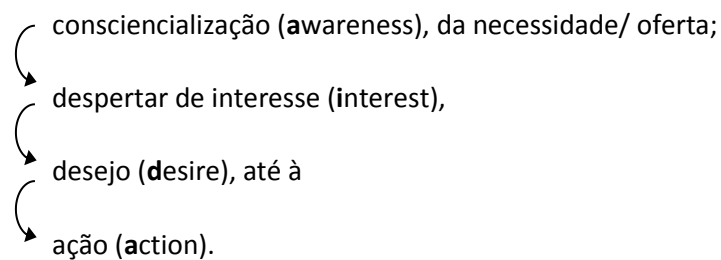 consciencialização (awareness), da necessidade/ oferta;
despertar de interesse (interest),
desejo (desire), até à
ação (action).